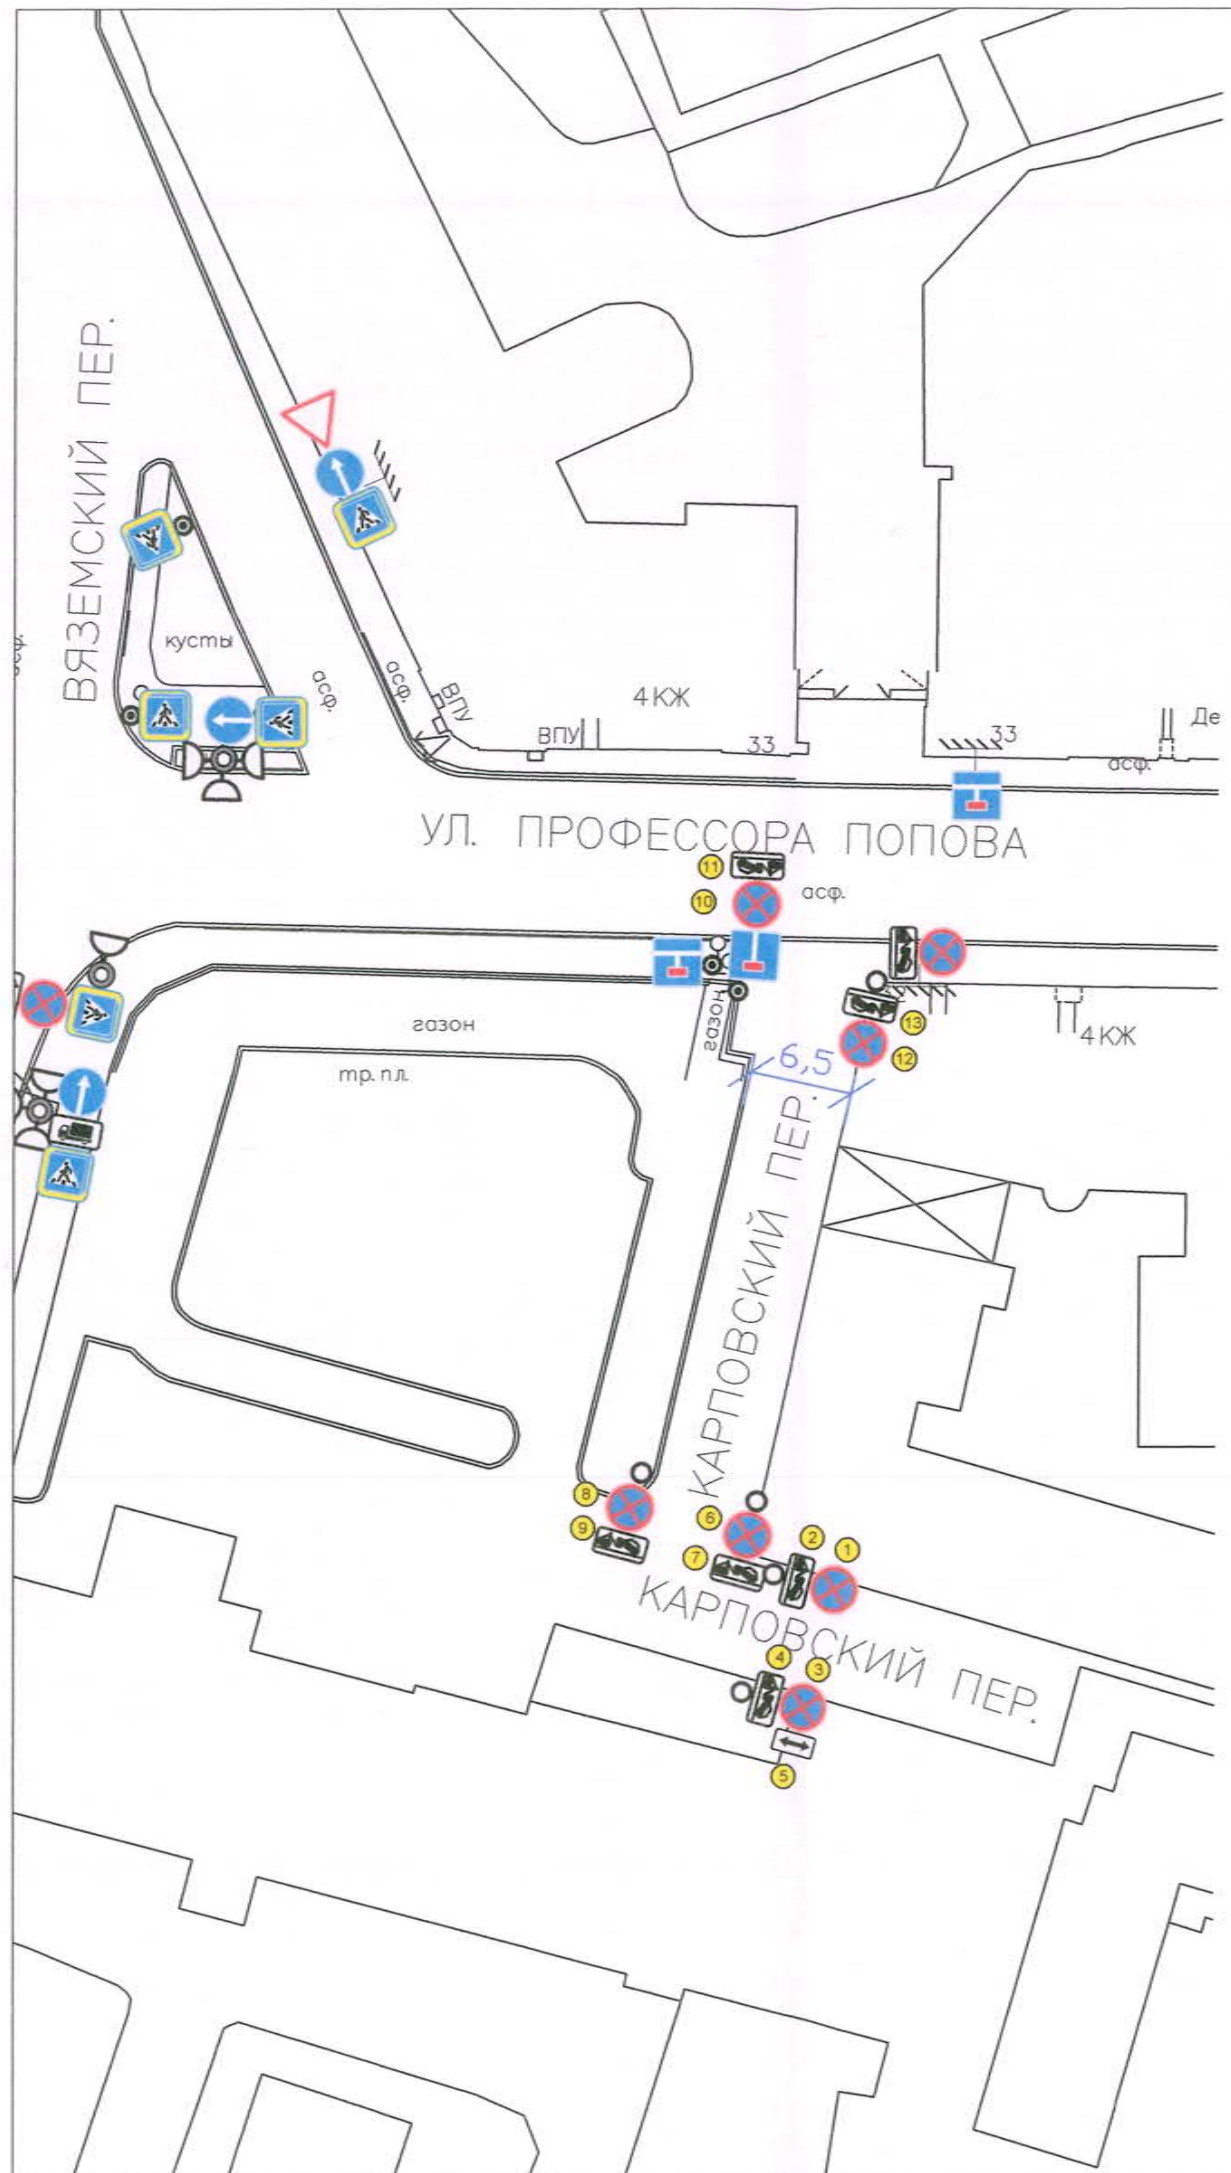 ВЯЗЕМСКИЙ ПЕР.
кусты
асф.
асф.
асф.
ВПУ
ВПУ
4КЖ
33
33
Де
асф.
УЛ. ПРОФЕССОРА ПОПОВА
11
10
асф.
газон
газон
тр. пл.
13
12
4КЖ
6,5
КАРПОВСКИЙ ПЕР.
8
9
6
7
2
1
КАРПОВСКИЙ ПЕР.
4
3
5